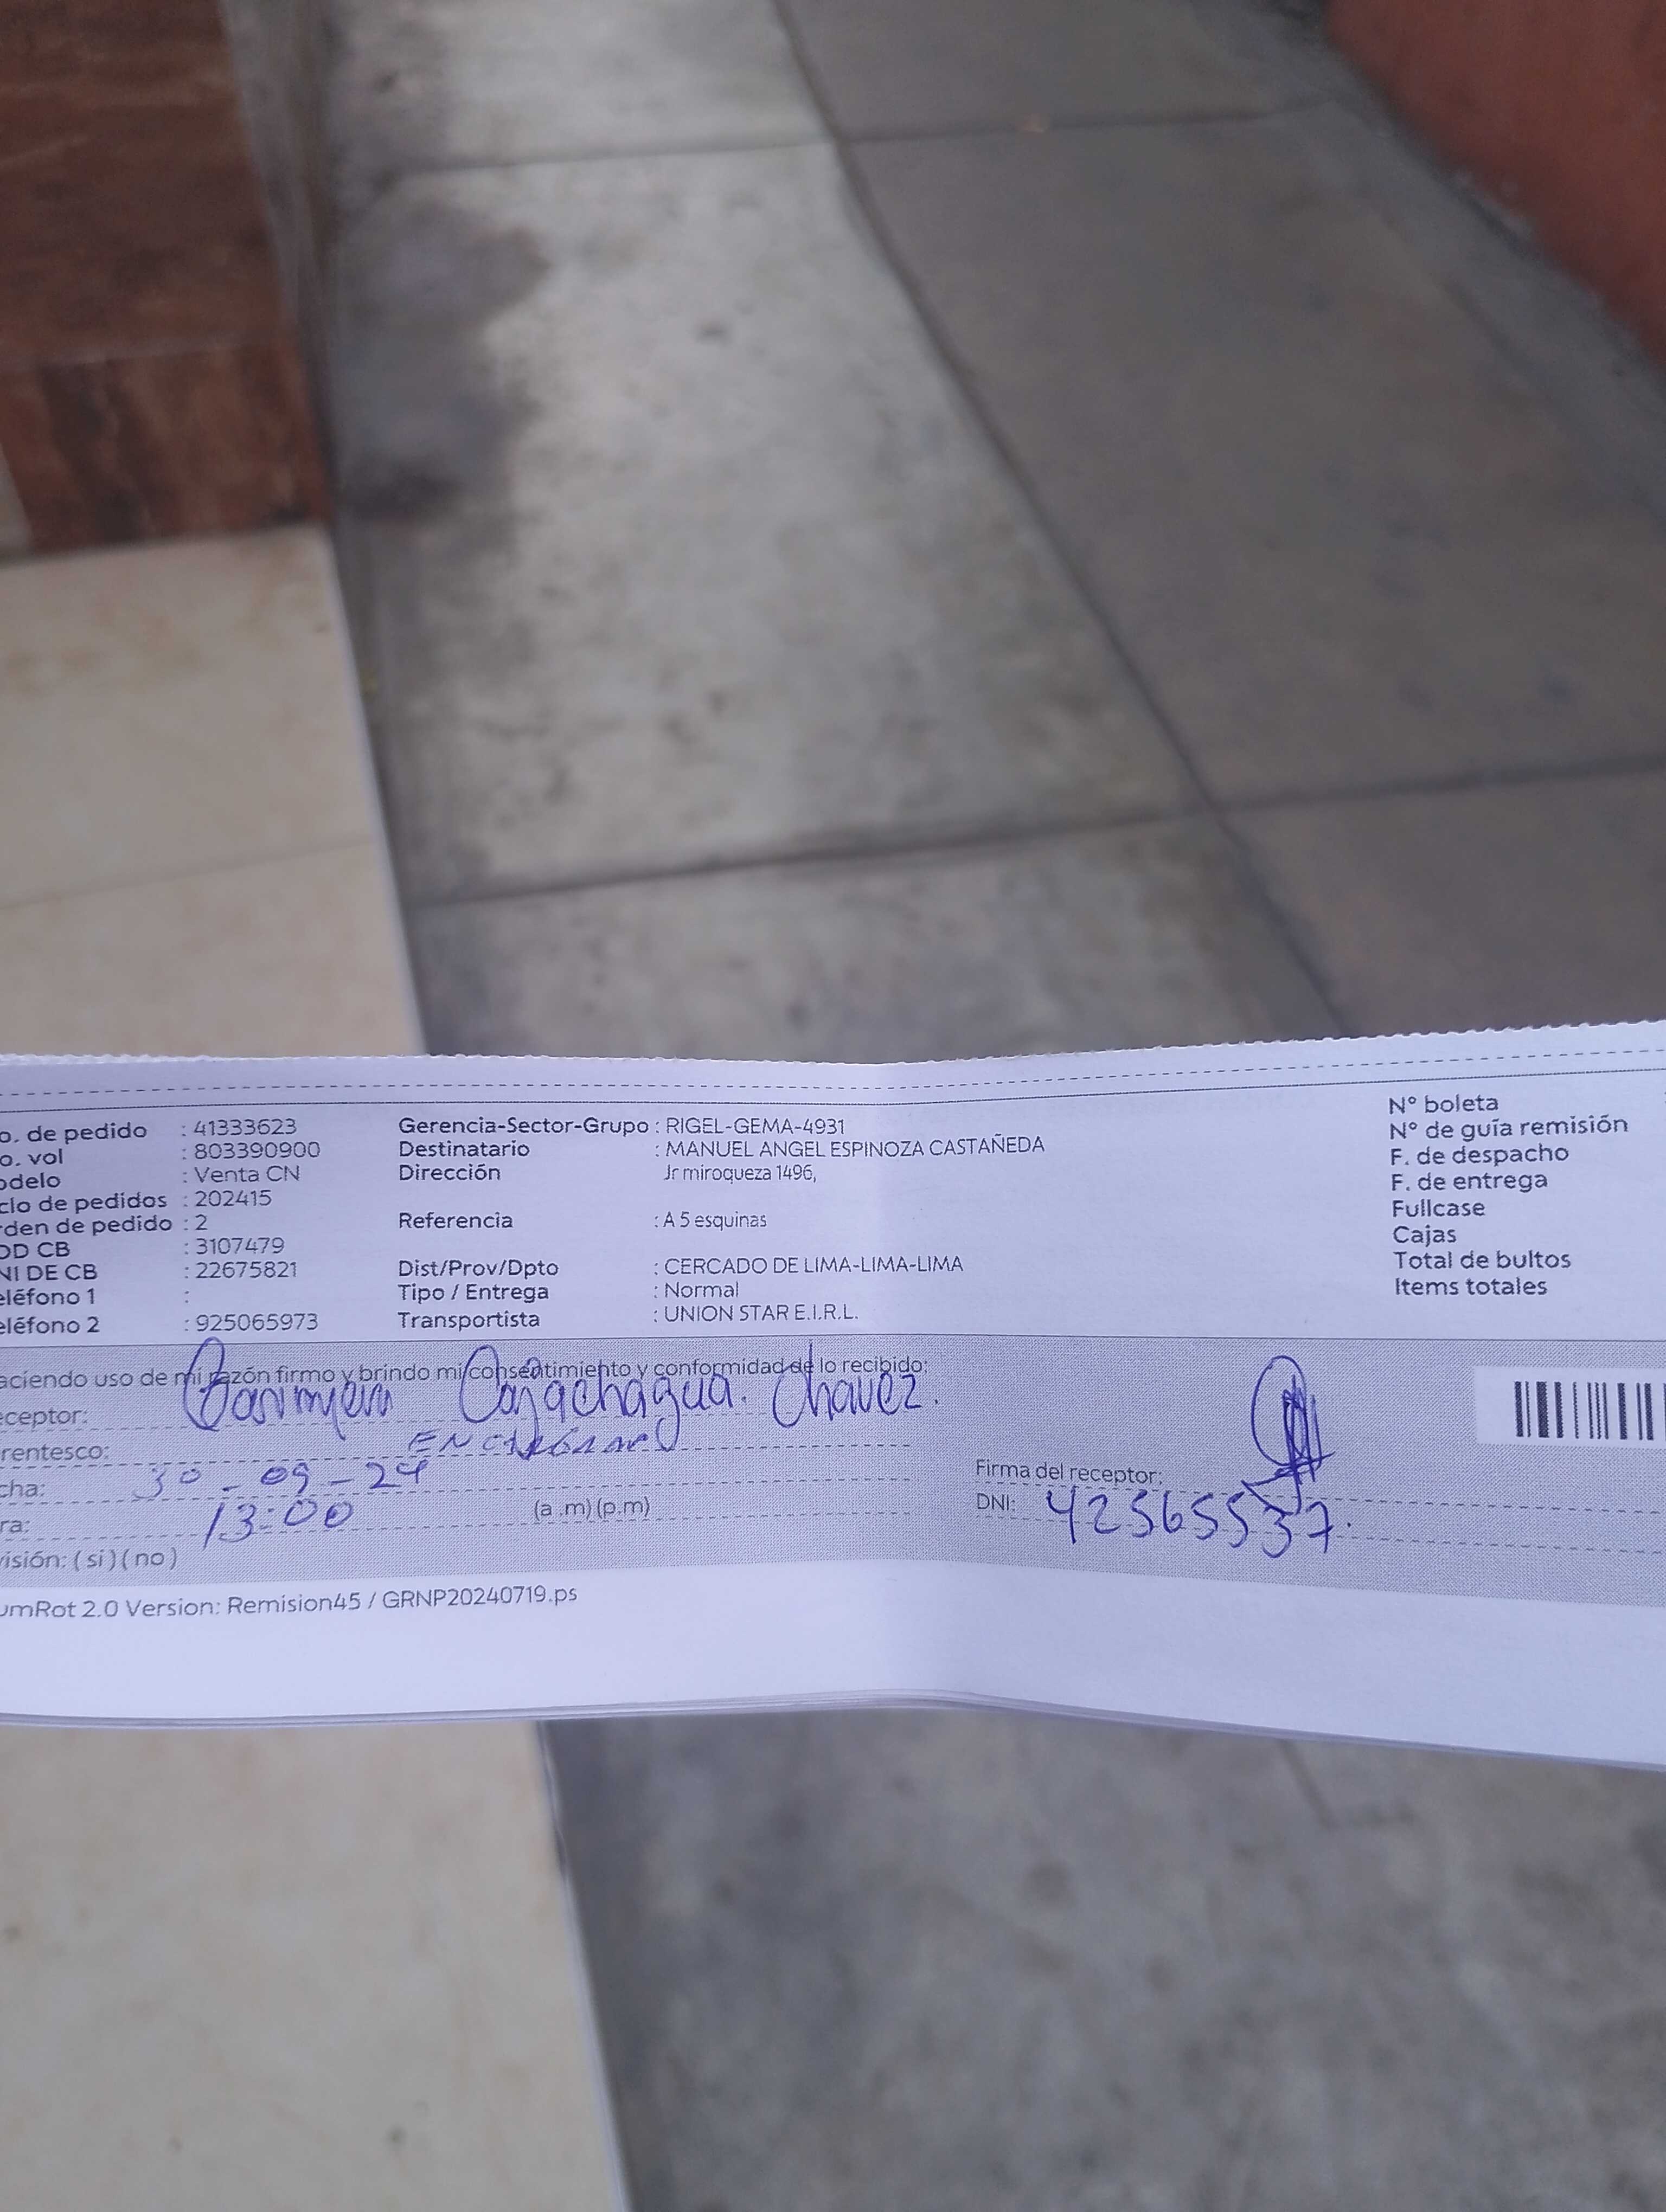 o. de pedido : 41333623 Gerencia-Sector-Grupo : RIGEL-GEMA-4931 N° boleta
o. vol : 803390900 Destinatario : MANUEL ANGEL ESPINOZA CASTAÑEDA N° de guía remisión
odelo : Venta CN Dirección Jr miroqueza 1496, F. de despacho
clo de pedidos : 202415 F. de entrega
rden de pedido : 2 Referencia : A 5 esquinas Fullcase
OD CB : 3107479 Cajas
NI DE CB : 22675821 Dist/Prov/Dpto : CERCADO DE LIMA-LIMA-LIMA Total de bultos
eléfono 1 : Tipo / Entrega : Normal Items totales
eléfono 2 : 925065973 Transportista : UNION STAR E.I.R.L.
aciendo uso de mi razón firmo y brindo mi consentimiento y conformidad de lo recibido:
eceptor: Chavez.
rentesco:
cha: 30-09-24 Firma del receptor:
ra: 13:00 (a .m) (p.m) DNI: 42565537.
visión: ( si ) ( no )
umRot 2.0 Version: Remision45 / GRNP20240719.ps